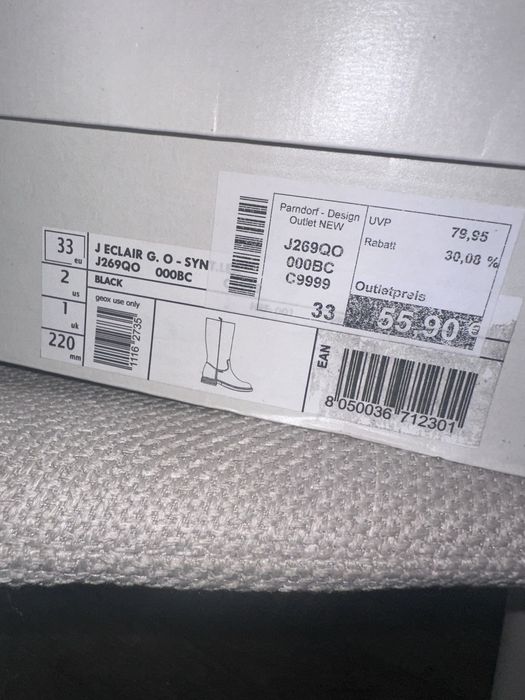 33 eu
2 us
1 uk
220 mm
J ECLAIR G. O - SYN
J269QO 000BC
BLACK
geox use only
1116 2735
Parndorf - Design
Outlet NEW
J269QO
000BC
C9999
33
UVP 79,95
Rabatt 30,08 %
Outletpreis
55,90 €
EAN
8 050036 712301